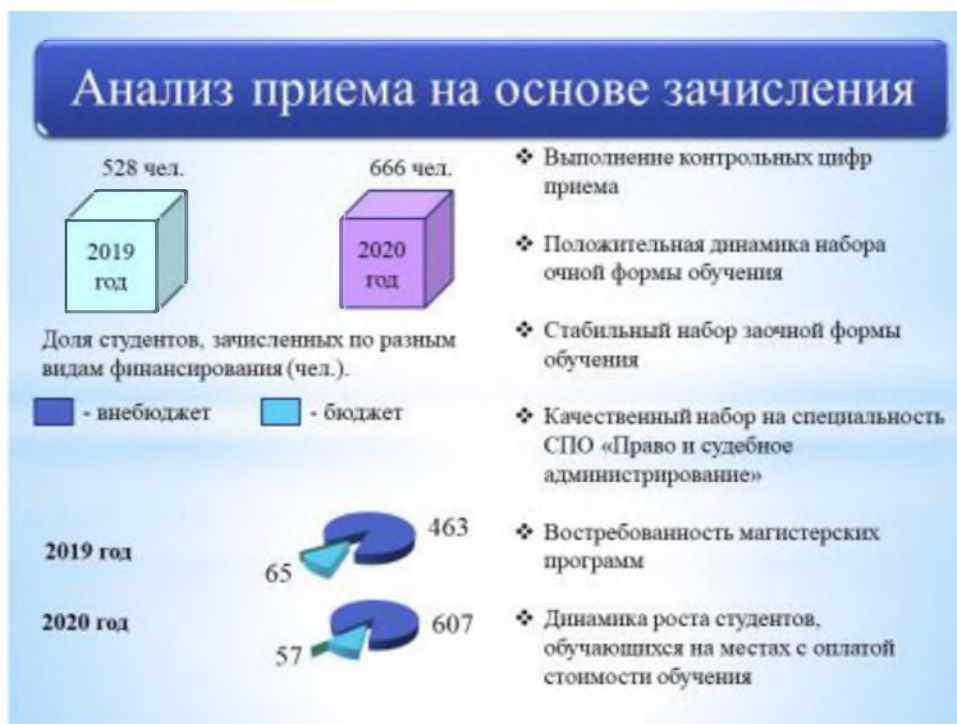 Анализ приема на основе зачисления
528 чел.
666 чел.
2019
год
2020
год
Доля студентов, зачисленных по разным
видам финансирования (чел.).
- внебюджет
- бюджет
2019 год
463
65
2020 год
607
57
❖ Выполнение контрольных цифр
приема
❖ Положительная динамика набора
очной формы обучения
❖ Стабильный набор заочной формы
обучения
❖ Качественный набор на специальность
СПО «Право и судебное
администрирование»
❖ Востребованность магистерских
программ
❖ Динамика роста студентов,
обучающихся на местах с оплатой
стоимости обучения